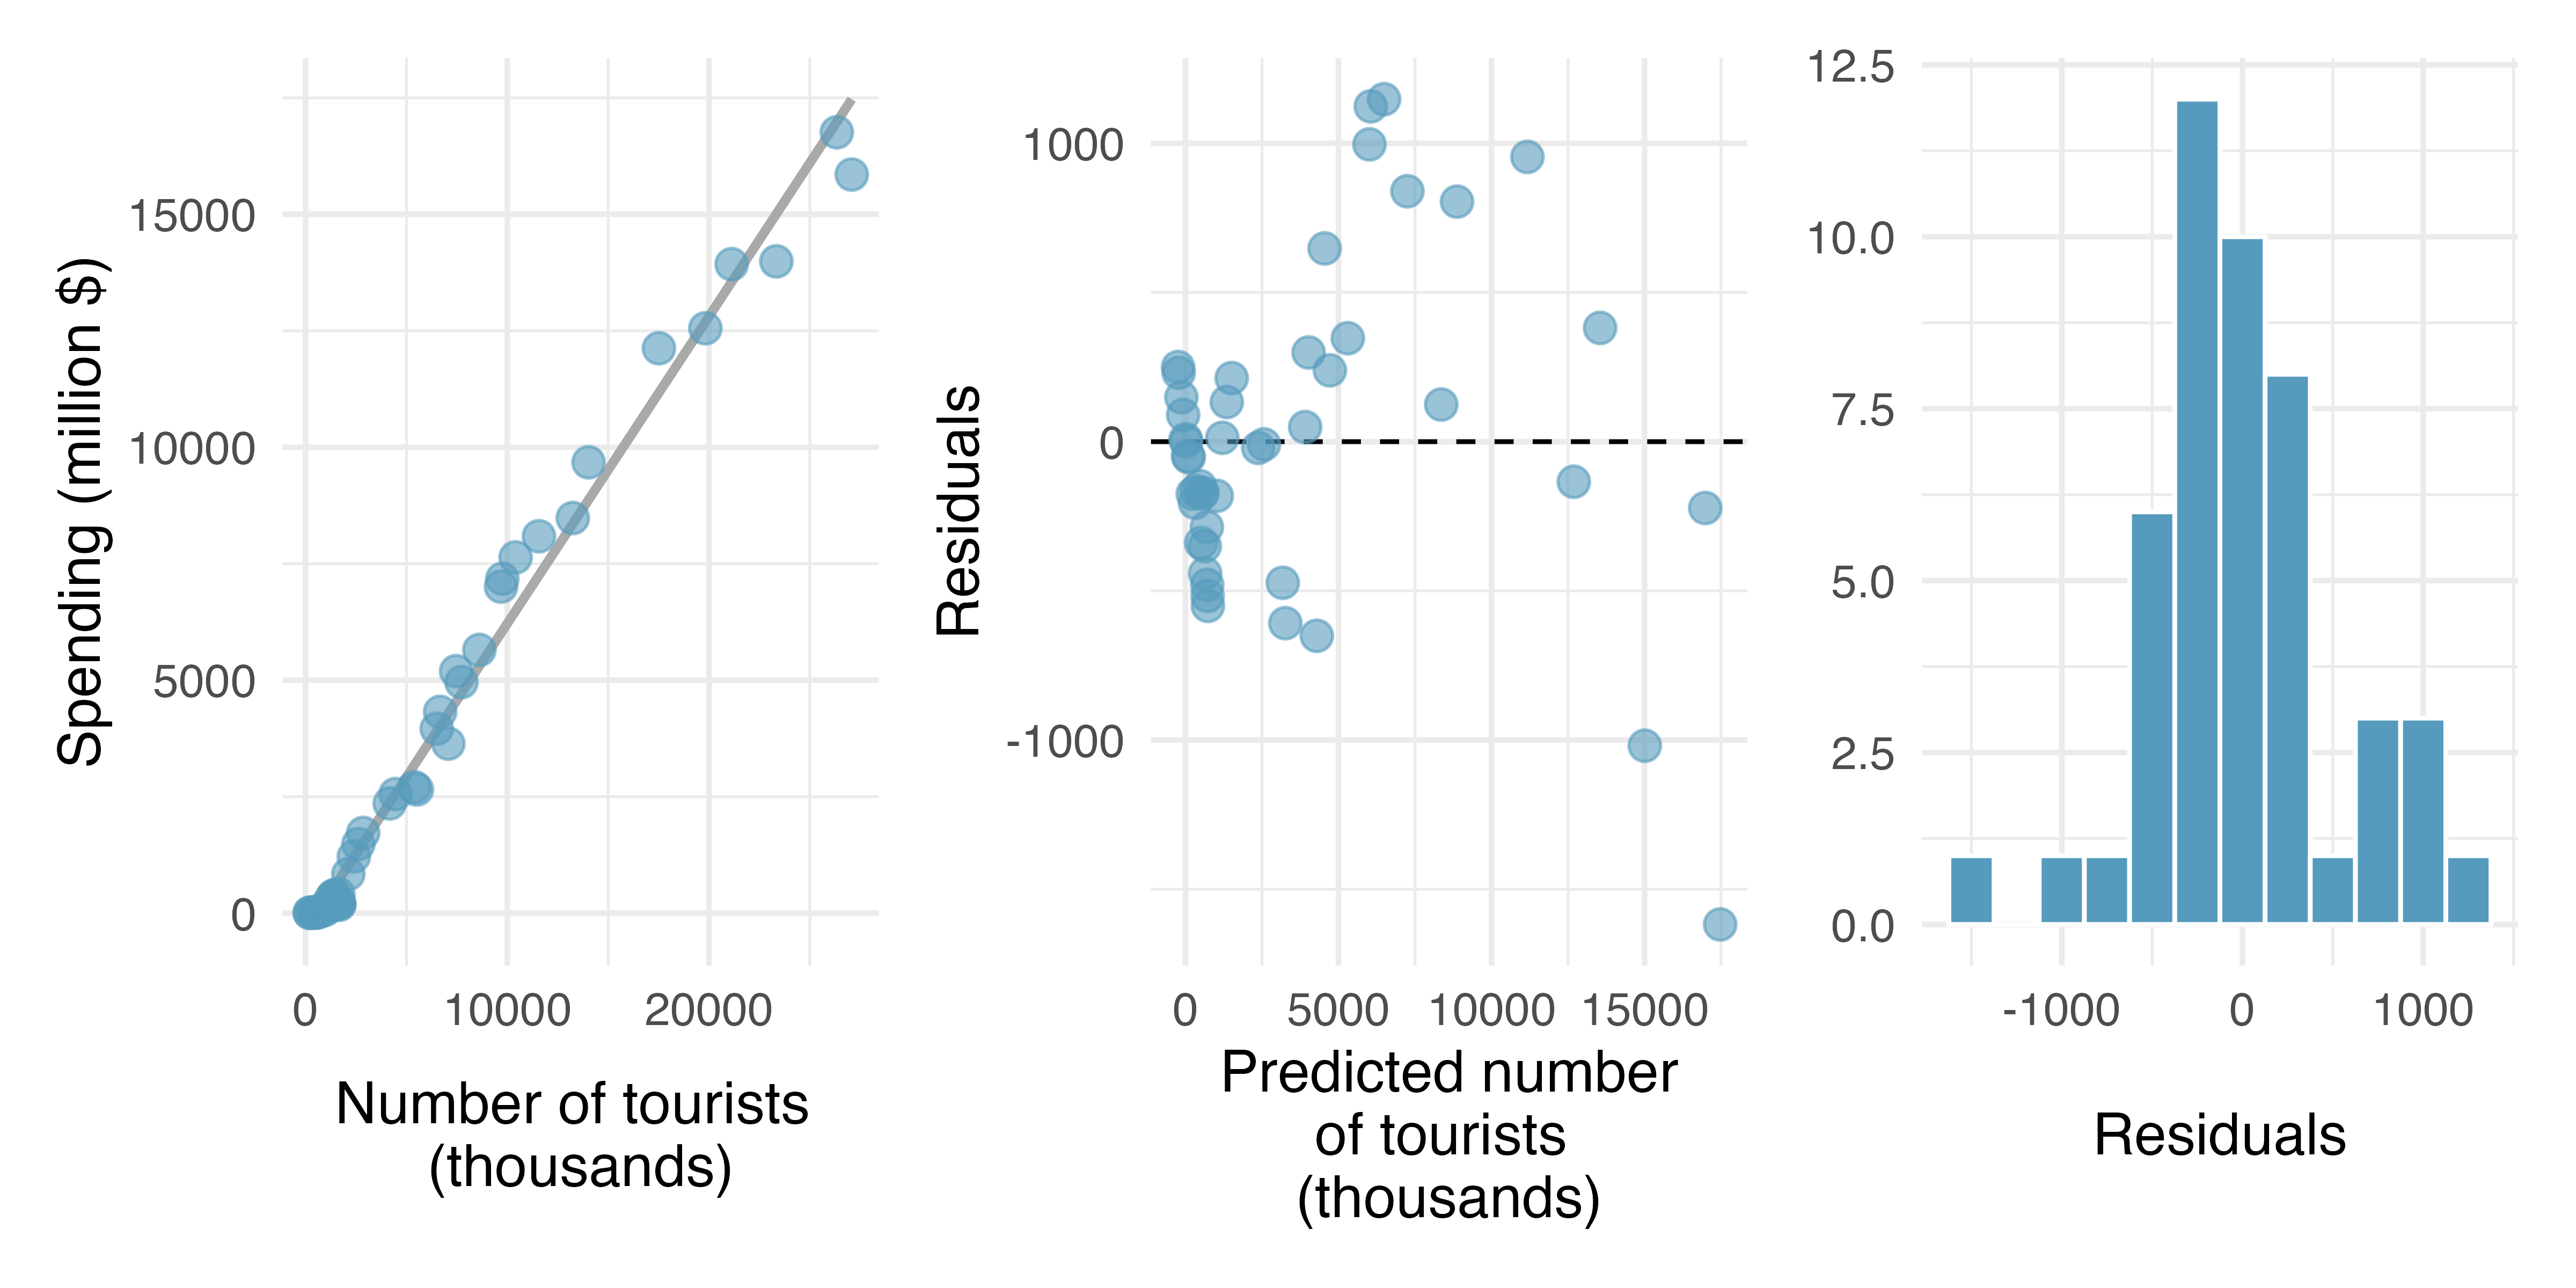 Spending (million $)
15000
10000
5000
0
0 10000 20000
Number of tourists
(thousands)
Residuals
1000
0
-1000
0 5000 10000 15000
Predicted number
of tourists
(thousands)
12.5
10.0
7.5
5.0
2.5
0.0
-1000 0 1000
Residuals